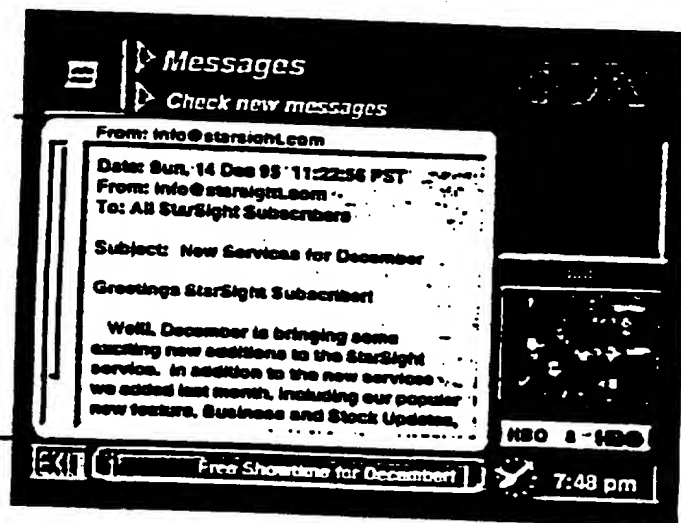 Messages
Check new messages
From: info@starsight.com
Date: Sun, 14 Dec 95 11:22:56 PST
From: info@starsight.com
To: All StarSight Subscribers
Subject: New Services for December
Greetings StarSight Subscriber!
Well, December is bringing some
exciting new additions to the StarSight
service. In addition to the new services
we added last month, including our popular
new feature, Business and Stock Updates,
HBO 8
EXIT
Free Showtime for December!
7:48 pm